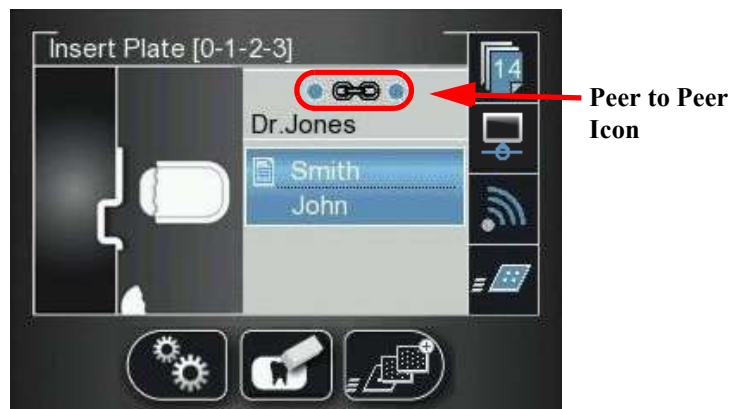 Insert Plate [0-1-2-3]
14
Peer to Peer
Icon
Dr.Jones
Smith
John